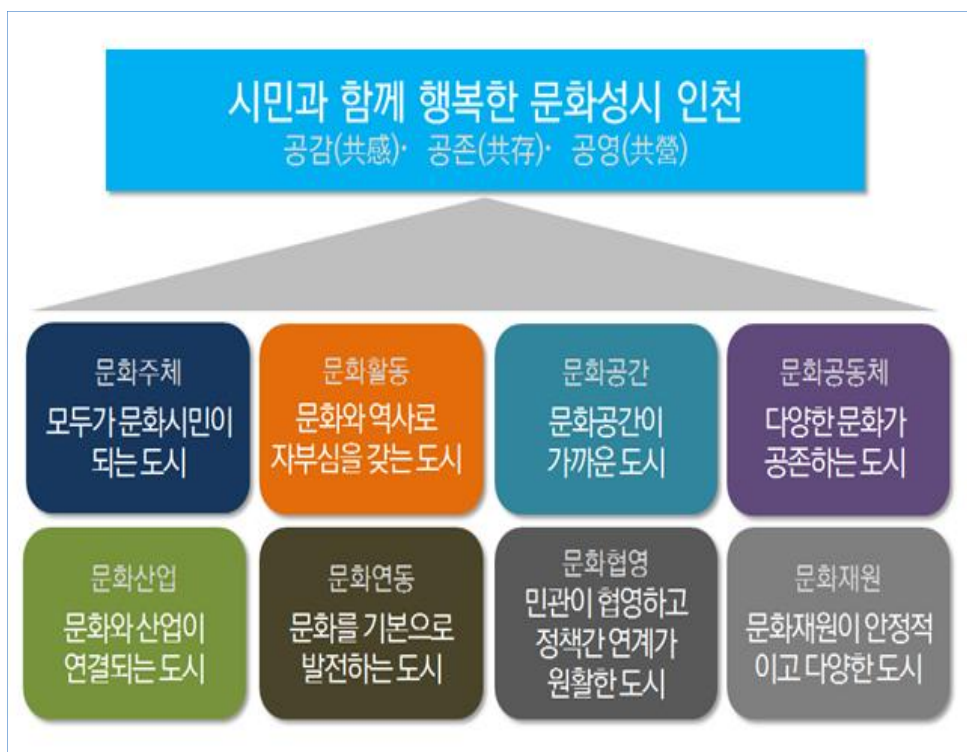 시민과 함께 행복한 문화성시 인천
공감(共感)· 공존(共存)· 공영(共營)
문화주체
모두가 문화시민이
되는 도시
문화활동
문화와 역사로
자부심을 갖는 도시
문화공간
문화공간이
가까운 도시
문화공동체
다양한 문화가
공존하는 도시
문화산업
문화와 산업이
연결되는 도시
문화연동
문화를 기본으로
발전하는 도시
문화협영
민관이 협영하고
정책간 연계가
원활한 도시
문화재원
문화재원이 안정적
이고 다양한 도시